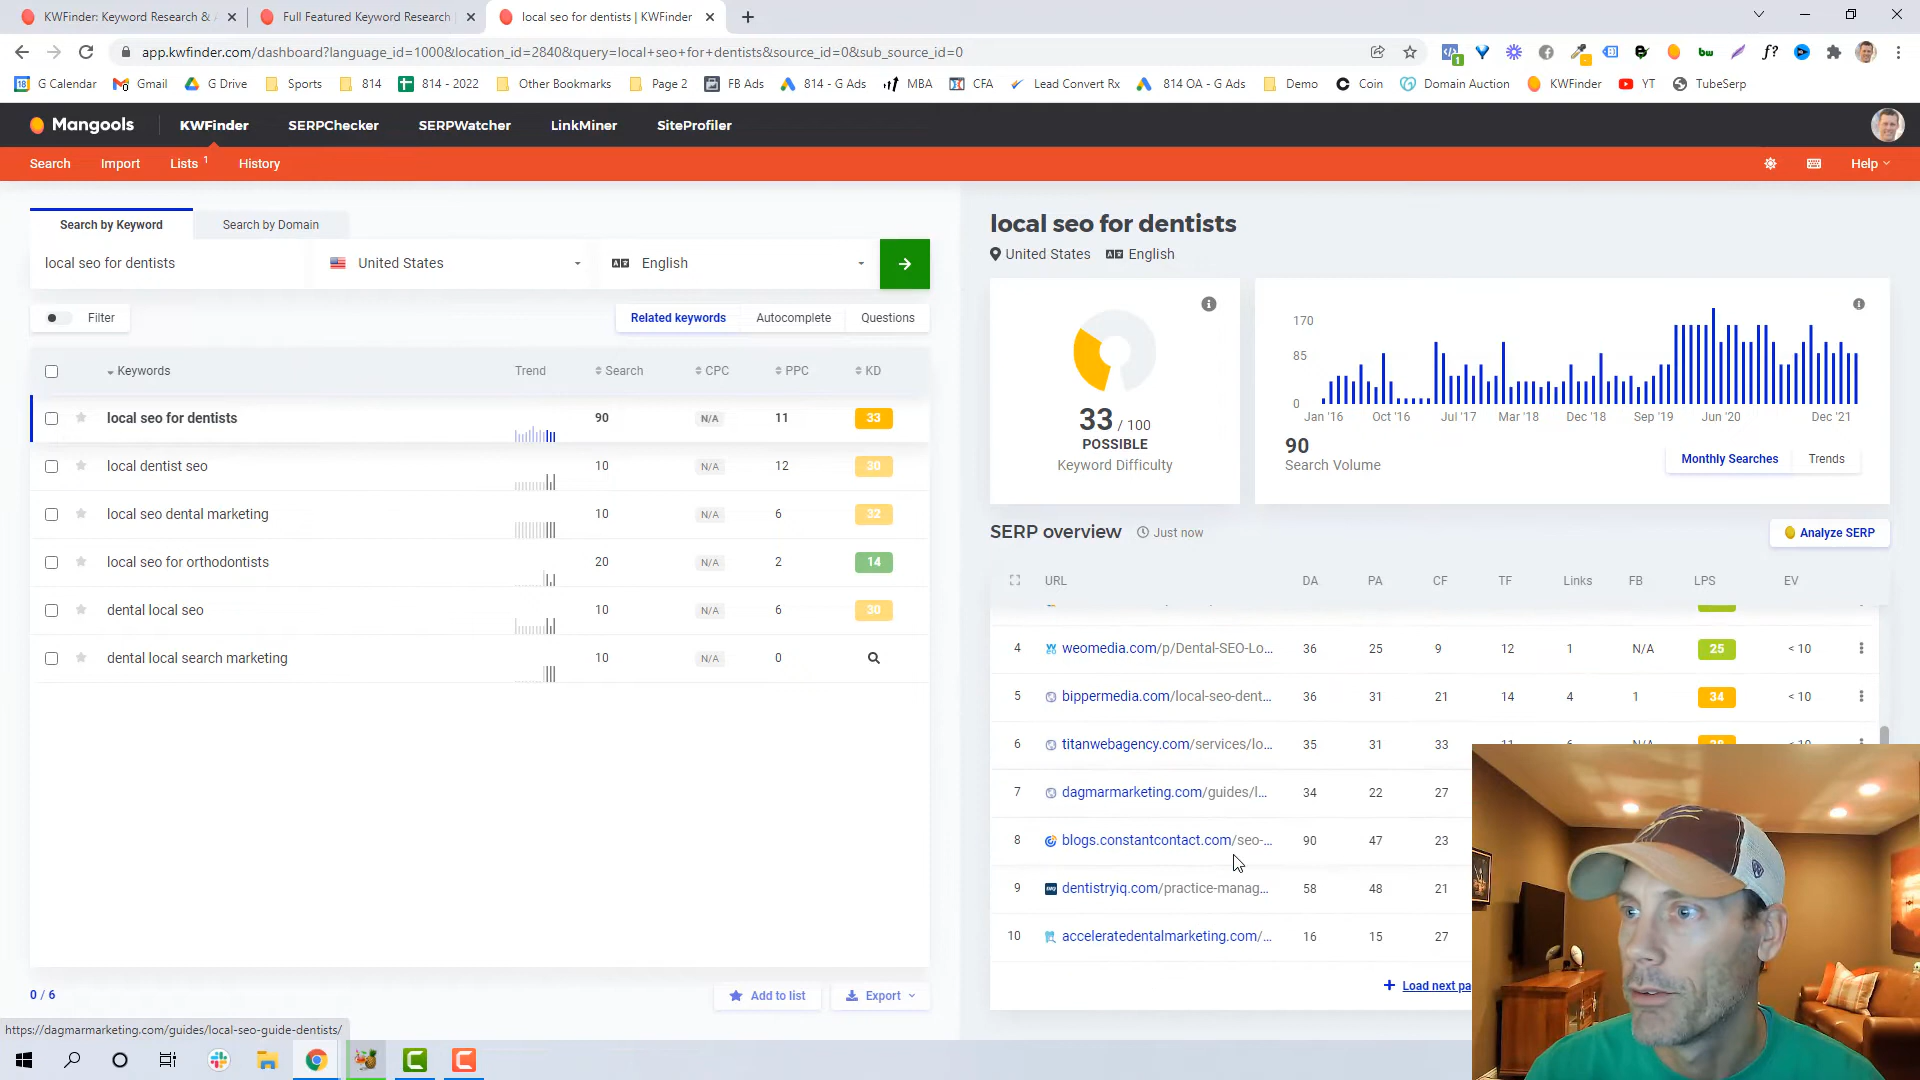 KWFinder: Keyword Research &
Full Featured Keyword Research
local seo for dentists | KWFinder
app.kwfinder.com/dashboard?language_id=1000&location_id=2840&query=local+seo+for+dentists&source_id=0&sub_source_id=0
G Calendar
Gmail
G Drive
Sports
814
814 - 2022
Other Bookmarks
Page 2
FB Ads
814 - G Ads
MBA
CFA
Lead Convert Rx
814 OA - G Ads
Demo
Coin
Domain Auction
KWFinder
YT
TubeSerp
Mangools
KWFinder
SERPChecker
SERPWatcher
LinkMiner
SiteProfiler
Search
Import
Lists 1
History
Help
Search by Keyword
Search by Domain
local seo for dentists
United States
English
Filter
Related keywords
Autocomplete
Questions
Keywords Trend Search CPC PPC KD
local seo for dentists 90 N/A 11 33
local dentist seo 10 N/A 12 30
local seo dental marketing 10 N/A 6 32
local seo for orthodontists 20 N/A 2 14
dental local seo 10 N/A 6 30
dental local search marketing 10 N/A 0
0 / 6
Add to list
Export
https://dagmarmarketing.com/guides/local-seo-guide-dentists/
local seo for dentists
United States
English
33 / 100
POSSIBLE
Keyword Difficulty
170
85
0
Jan '16 Oct '16 Jul '17 Mar '18 Dec '18 Sep '19 Jun '20 Dec '21
90
Search Volume
Monthly Searches
Trends
SERP overview
Just now
Analyze SERP
URL DA PA CF TF Links FB LPS EV
4 weomedia.com/p/Dental-SEO-Lo... 36 25 9 12 1 N/A 25 < 10
5 bippermedia.com/local-seo-dent... 36 31 21 14 4 1 34 < 10
6 titanwebagency.com/services/lo... 35 31 33
7 dagmarmarketing.com/guides/l... 34 22 27
8 blogs.constantcontact.com/seo-... 90 47 23
9 dentistryiq.com/practice-manag... 58 48 21
10 acceleratedentalmarketing.com/... 16 15 27
Load next pa